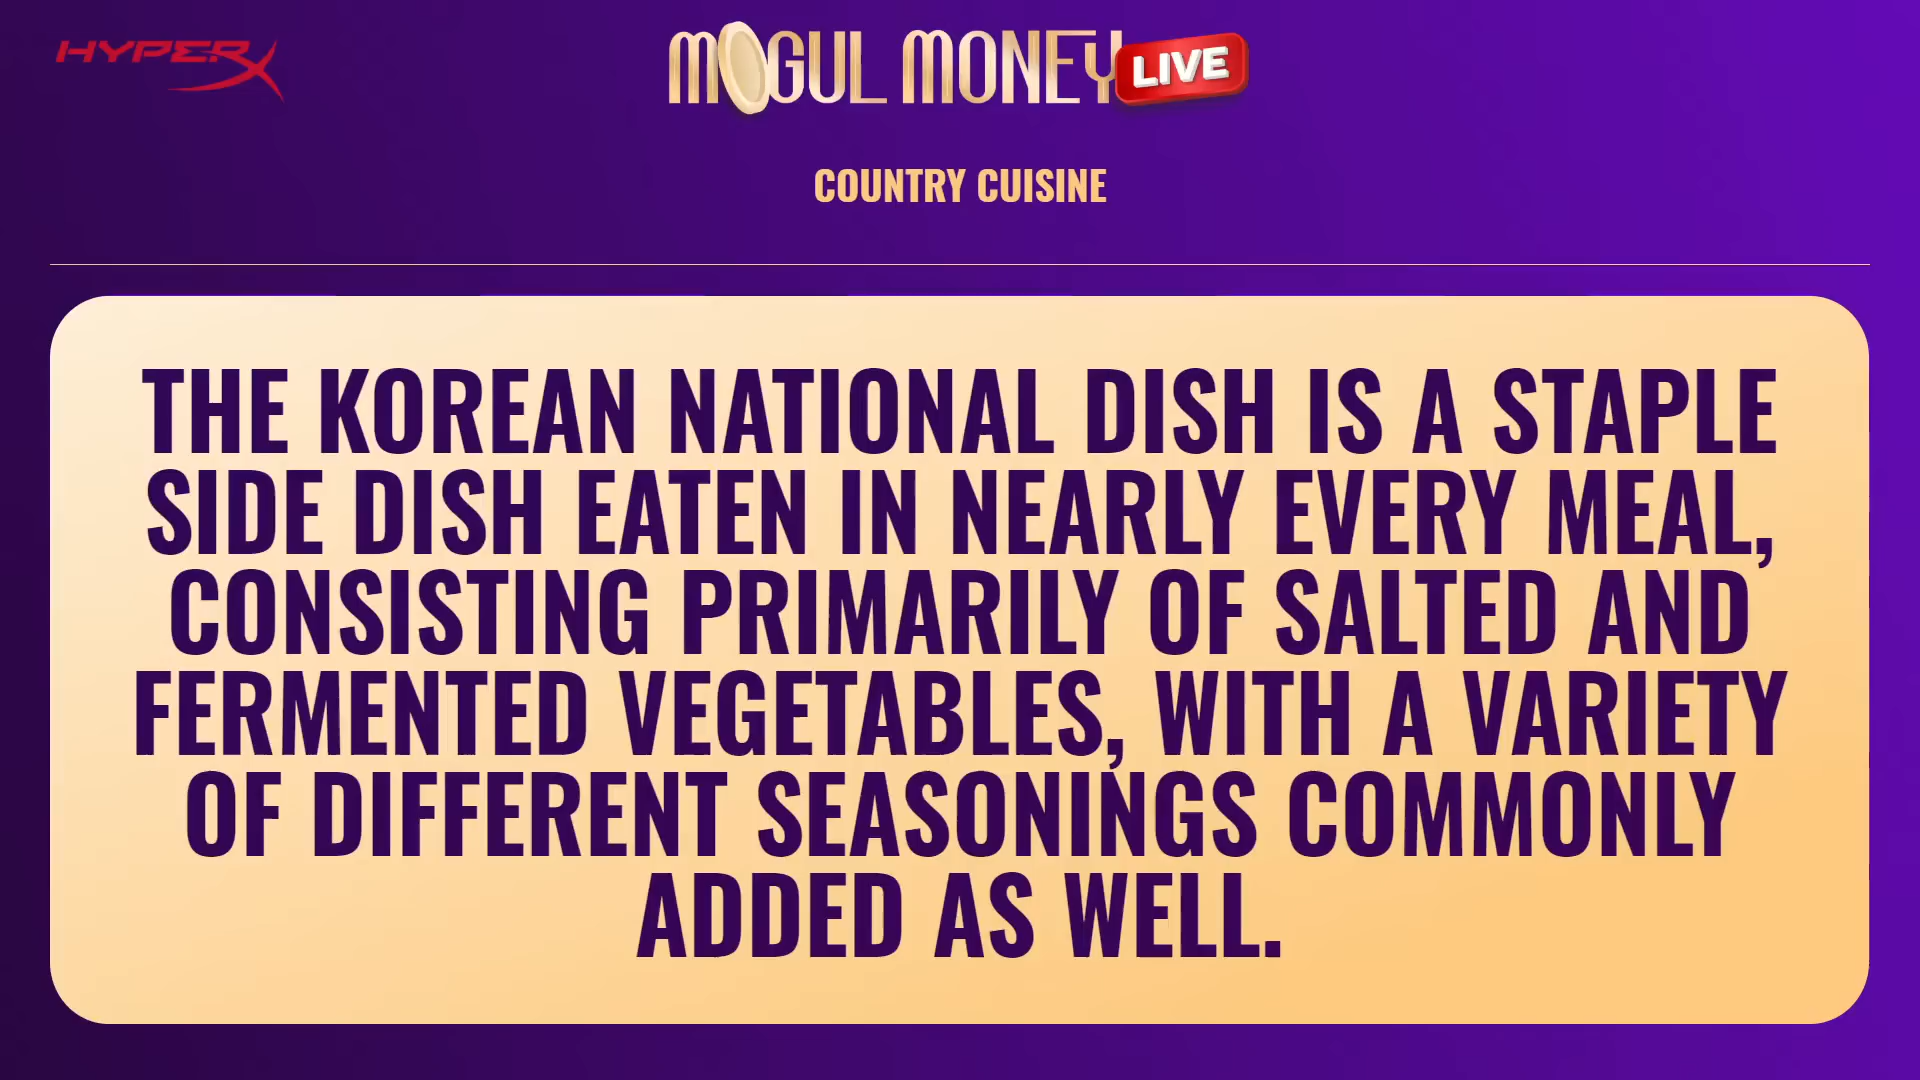 HYPERX
MOGUL MONEY LIVE
COUNTRY CUISINE
THE KOREAN NATIONAL DISH IS A STAPLE
SIDE DISH EATEN IN NEARLY EVERY MEAL,
CONSISTING PRIMARILY OF SALTED AND
FERMENTED VEGETABLES, WITH A VARIETY
OF DIFFERENT SEASONINGS COMMONLY
ADDED AS WELL.